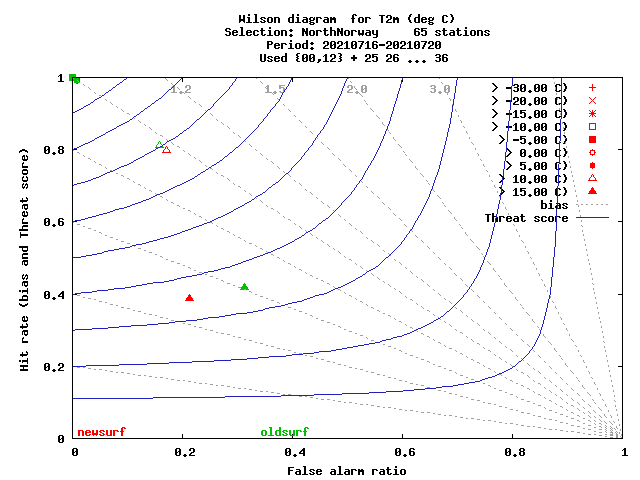 Wilson diagram  for T2m (deg C)
Selection: NorthNorway     65 stations
Period: 20210716-20210720
Used {00,12} + 25 26 ... 36
Hit rate (bias and Threat score)
1
0.8
0.6
0.4
0.2
0
1.2
1.5
2.0
3.0
> -30.00 C)
> -20.00 C)
> -15.00 C)
> -10.00 C)
> -5.00 C)
> 0.00 C)
> 5.00 C)
> 10.00 C)
> 15.00 C)
bias
Threat score
newsurf
oldsurf
0
0.2
0.4
0.6
0.8
1
False alarm ratio